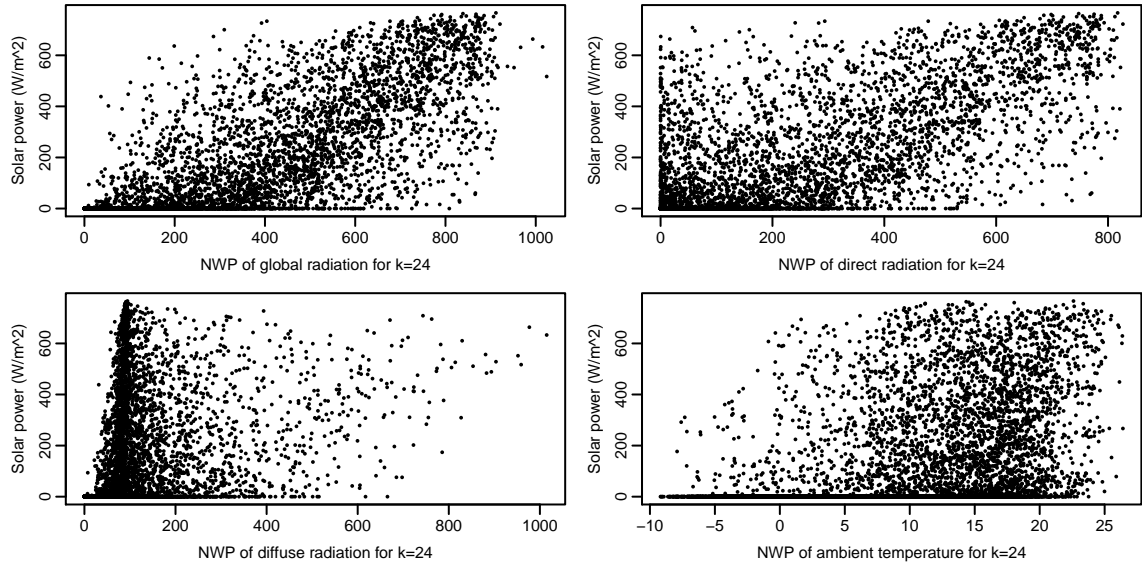 Solar power (W/m^2)
0 200 400 600
0 200 400 600 800 1000
NWP of global radiation for k=24
Solar power (W/m^2)
0 200 400 600
0 200 400 600 800
NWP of direct radiation for k=24
Solar power (W/m^2)
0 200 400 600
0 200 400 600 800 1000
NWP of diffuse radiation for k=24
Solar power (W/m^2)
0 200 400 600
−10 −5 0 5 10 15 20 25
NWP of ambient temperature for k=24